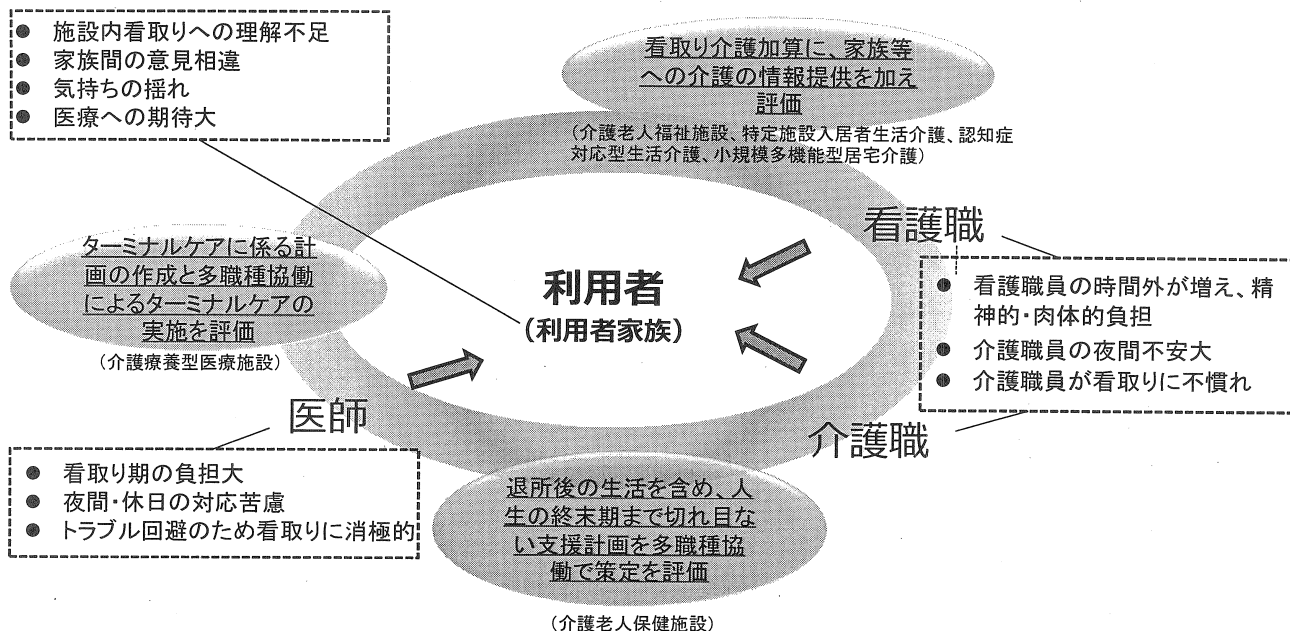 ● 施設内看取りへの理解不足
● 家族間の意見相違
● 気持ちの揺れ
● 医療への期待大
看取り介護加算に、家族等
への介護の情報提供を加え
評価
（介護老人福祉施設、特定施設入居者生活介護、認知症
対応型生活介護、小規模多機能型居宅介護）
ターミナルケアに係る計
画の作成と多職種協働
によるターミナルケアの
実施を評価
（介護療養型医療施設）
利用者
（利用者家族）
看護職
● 看護職員の時間外が増え、精
神的・肉体的負担
● 介護職員の夜間不安大
● 介護職員が看取りに不慣れ
医師
● 看取り期の負担大
● 夜間・休日の対応苦慮
● トラブル回避のため看取りに消極的
介護職
退所後の生活を含め、人
生の終末期まで切れ目な
い支援計画を多職種協
働で策定を評価
（介護老人保健施設）